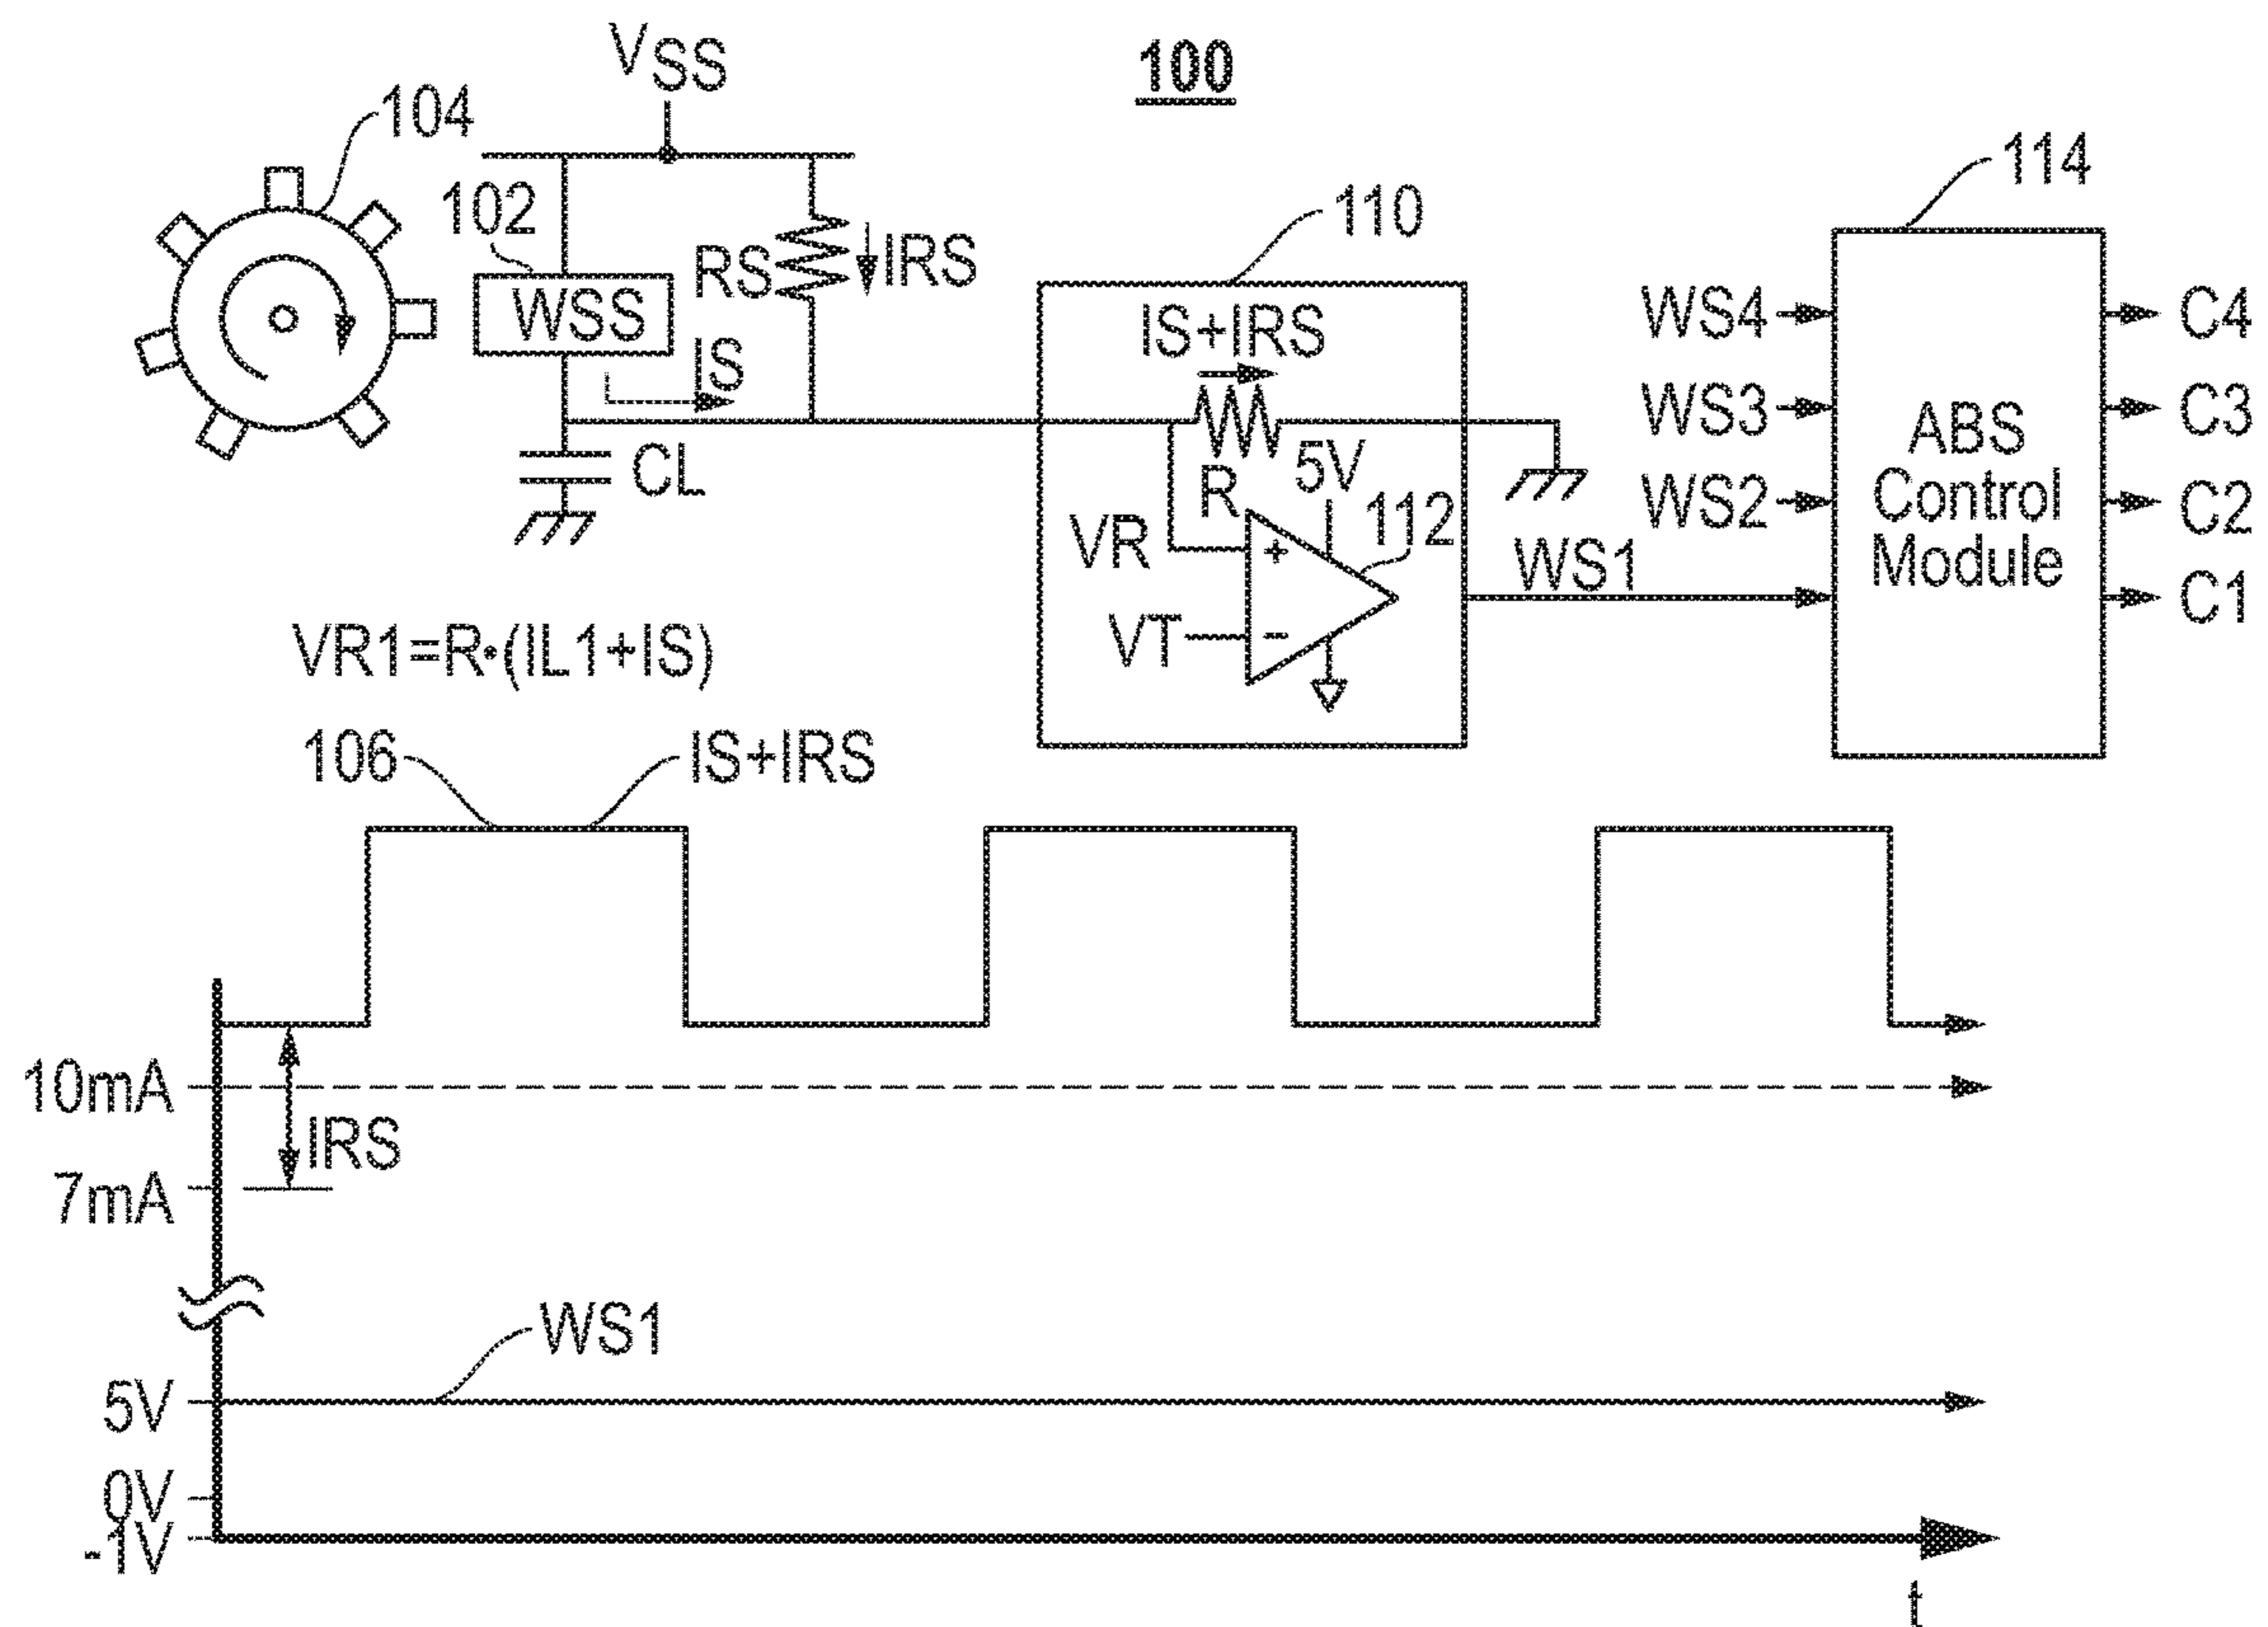 100
VSS
104
102
WSS
RS
IRS
IS
CL
110
IS+IRS
R
5V
112
VR
+
VT
-
WS1
114
WS4
WS3
WS2
ABS
Control
Module
C4
C3
C2
C1
VR1=R•(IL1+IS)
106
IS+IRS
10mA
IRS
7mA
WS1
5V
0V
-1V
t